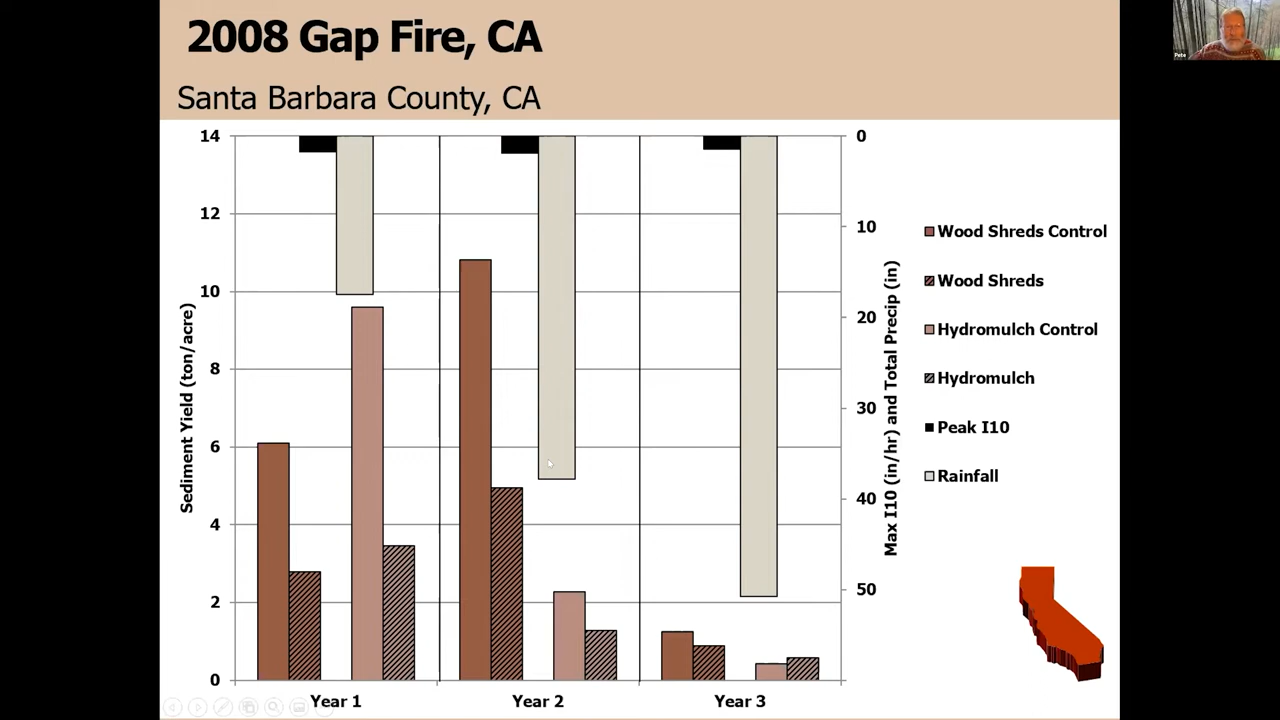 2008 Gap Fire, CA
Santa Barbara County, CA
Pete
Sediment Yield (ton/acre)
14
12
10
8
6
4
2
0
Year 1
Year 2
Year 3
0
10
20
30
40
50
Max I10 (in/hr) and Total Precip (in)
Wood Shreds Control
Wood Shreds
Hydromulch Control
Hydromulch
Peak I10
Rainfall